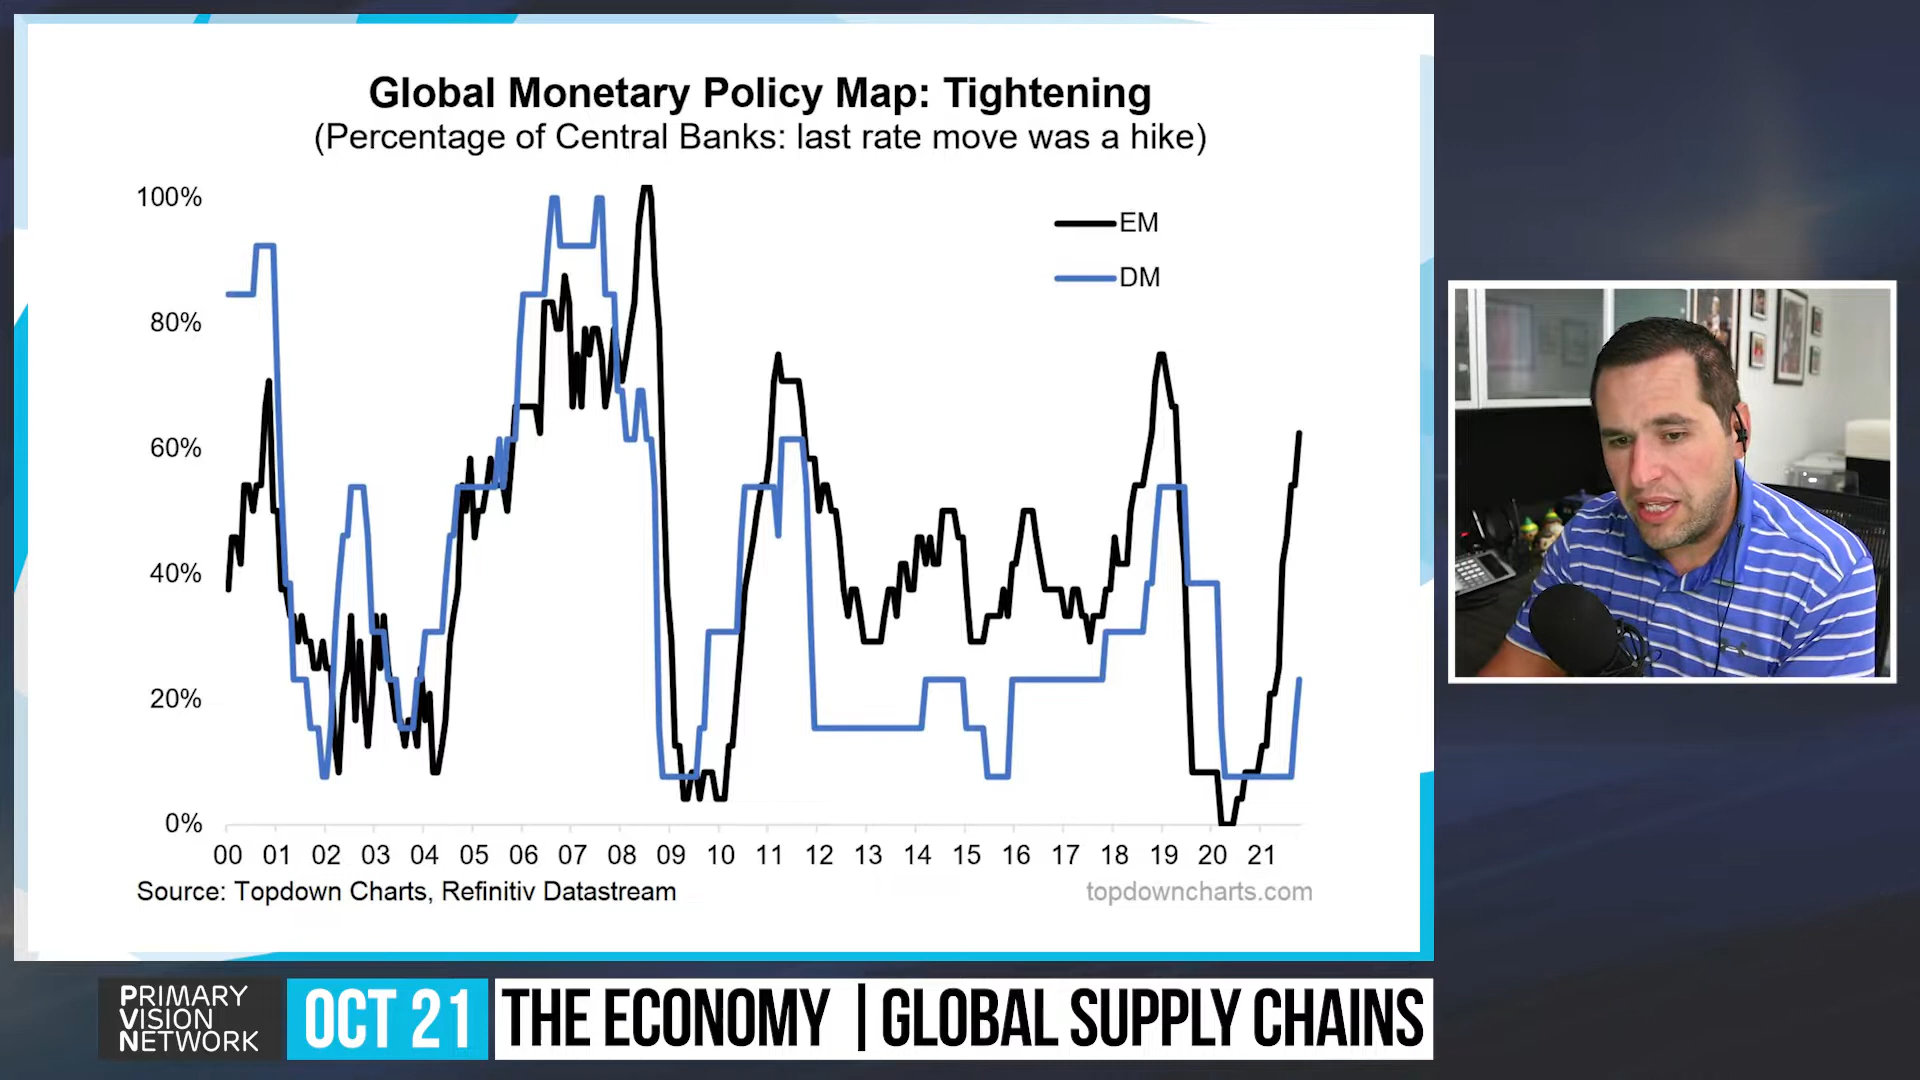 Global Monetary Policy Map: Tightening
(Percentage of Central Banks: last rate move was a hike)
100%
80%
60%
40%
20%
0%
EM
DM
00 01 02 03 04 05 06 07 08 09 10 11 12 13 14 15 16 17 18 19 20 21
Source: Topdown Charts, Refinitiv Datastream
topdowncharts.com
PRIMARY
VISION
NETWORK
OCT 21
THE ECONOMY | GLOBAL SUPPLY CHAINS